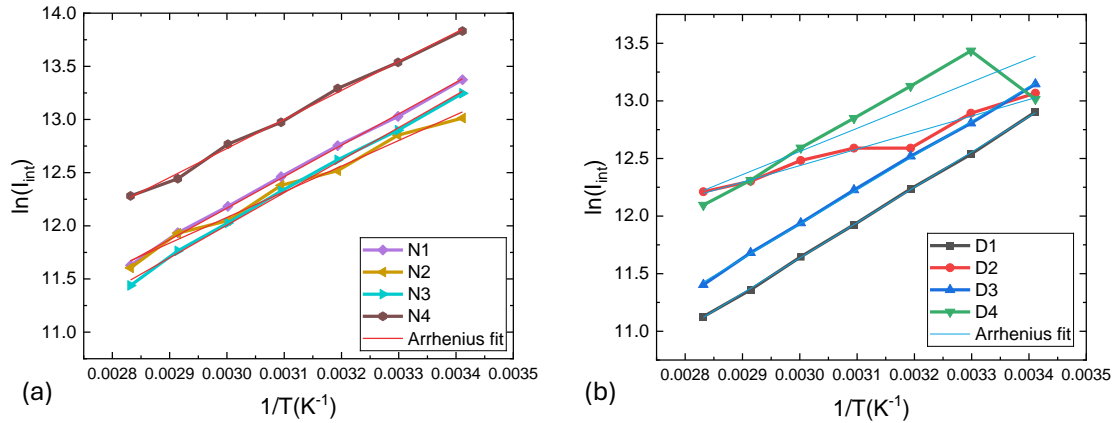 14.0
13.5
13.0
12.5
12.0
11.5
11.0
ln(I_int)
N1
N2
N3
N4
Arrhenius fit
0.0028 0.0029 0.0030 0.0031 0.0032 0.0033 0.0034 0.0035
1/T(K⁻¹)
(a)
13.5
13.0
12.5
12.0
11.5
11.0
ln(I_int)
D1
D2
D3
D4
Arrhenius fit
0.0028 0.0029 0.0030 0.0031 0.0032 0.0033 0.0034 0.0035
1/T(K⁻¹)
(b)